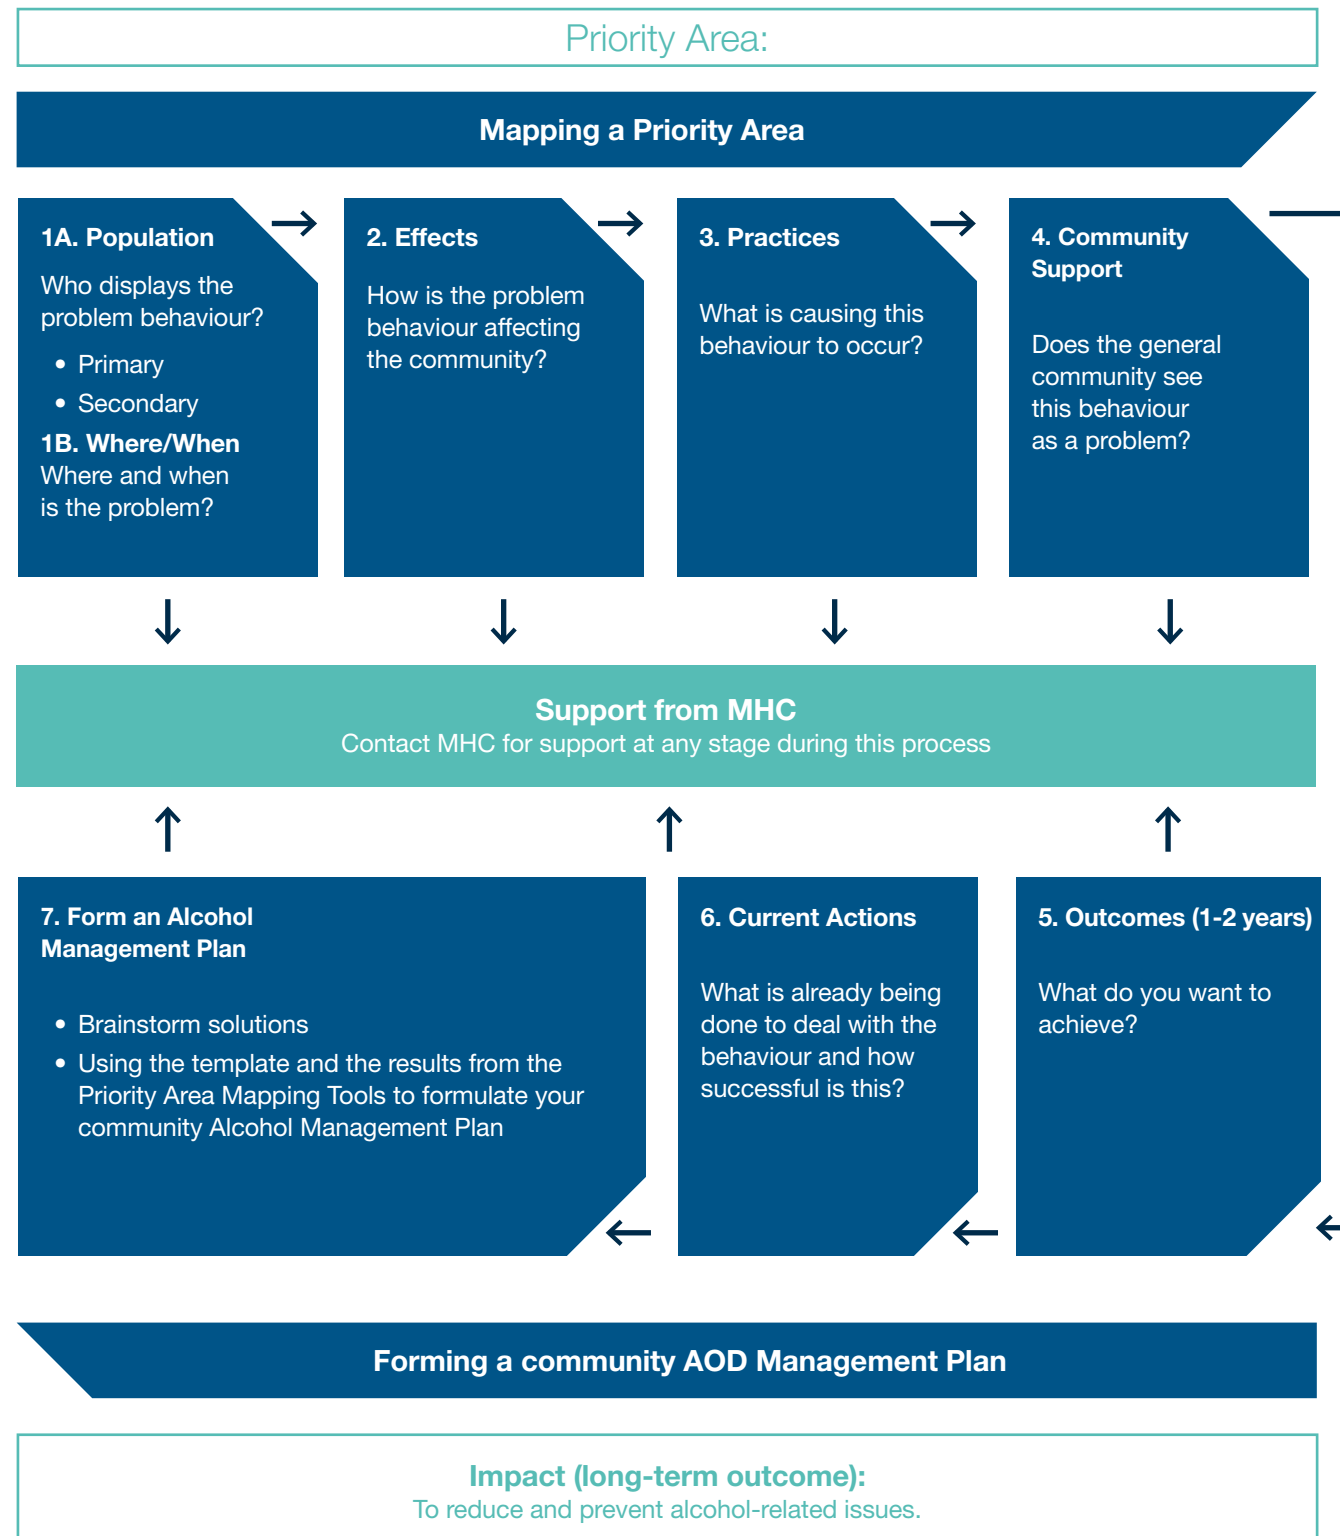 Priority Area:
Mapping a Priority Area
1A. Population
Who displays the
problem behaviour?
• Primary
• Secondary
1B. Where/When
Where and when
is the problem?
2. Effects
How is the problem
behaviour affecting
the community?
3. Practices
What is causing this
behaviour to occur?
4. Community
Support
Does the general
community see
this behaviour
as a problem?
Support from MHC
Contact MHC for support at any stage during this process
7. Form an Alcohol
Management Plan
• Brainstorm solutions
• Using the template and the results from the
Priority Area Mapping Tools to formulate your
community Alcohol Management Plan
6. Current Actions
What is already being
done to deal with the
behaviour and how
successful is this?
5. Outcomes (1-2 years)
What do you want to
achieve?
Forming a community AOD Management Plan
Impact (long-term outcome):
To reduce and prevent alcohol-related issues.